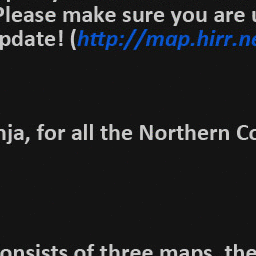 Please make sure you are u
pdate! (http://map.hirr.ne
nja, for all the Northern Co
onsists of three maps, the